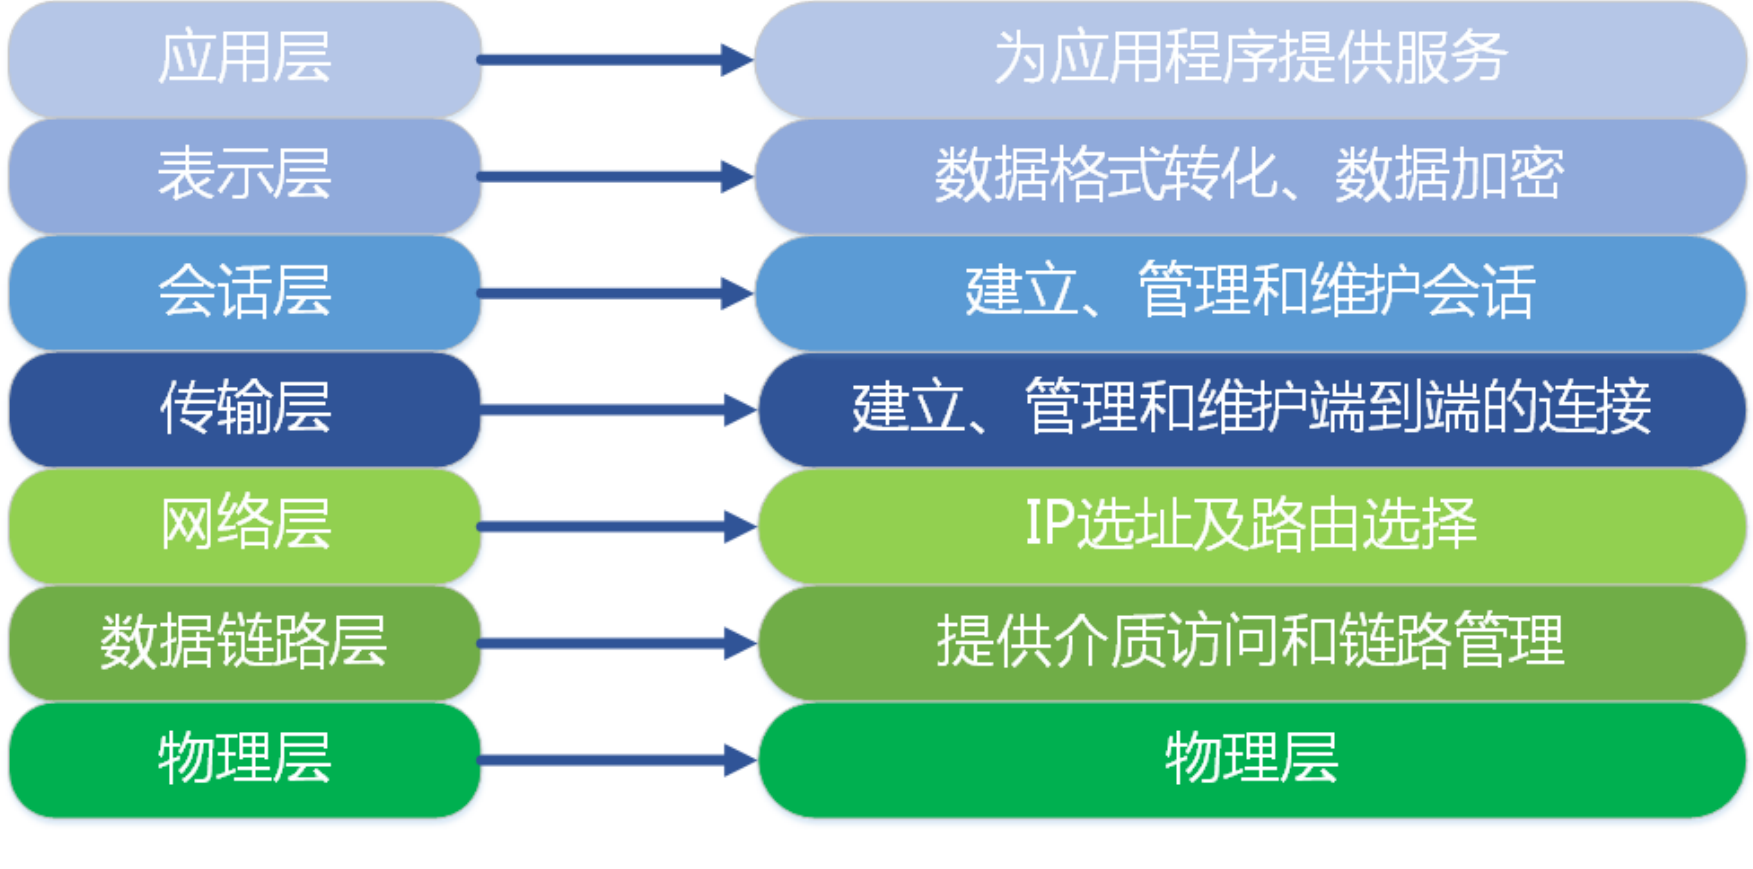 应用层
为应用程序提供服务
表示层
数据格式转化、数据加密
会话层
建立、管理和维护会话
传输层
建立、管理和维护端到端的连接
网络层
IP选址及路由选择
数据链路层
提供介质访问和链路管理
物理层
物理层